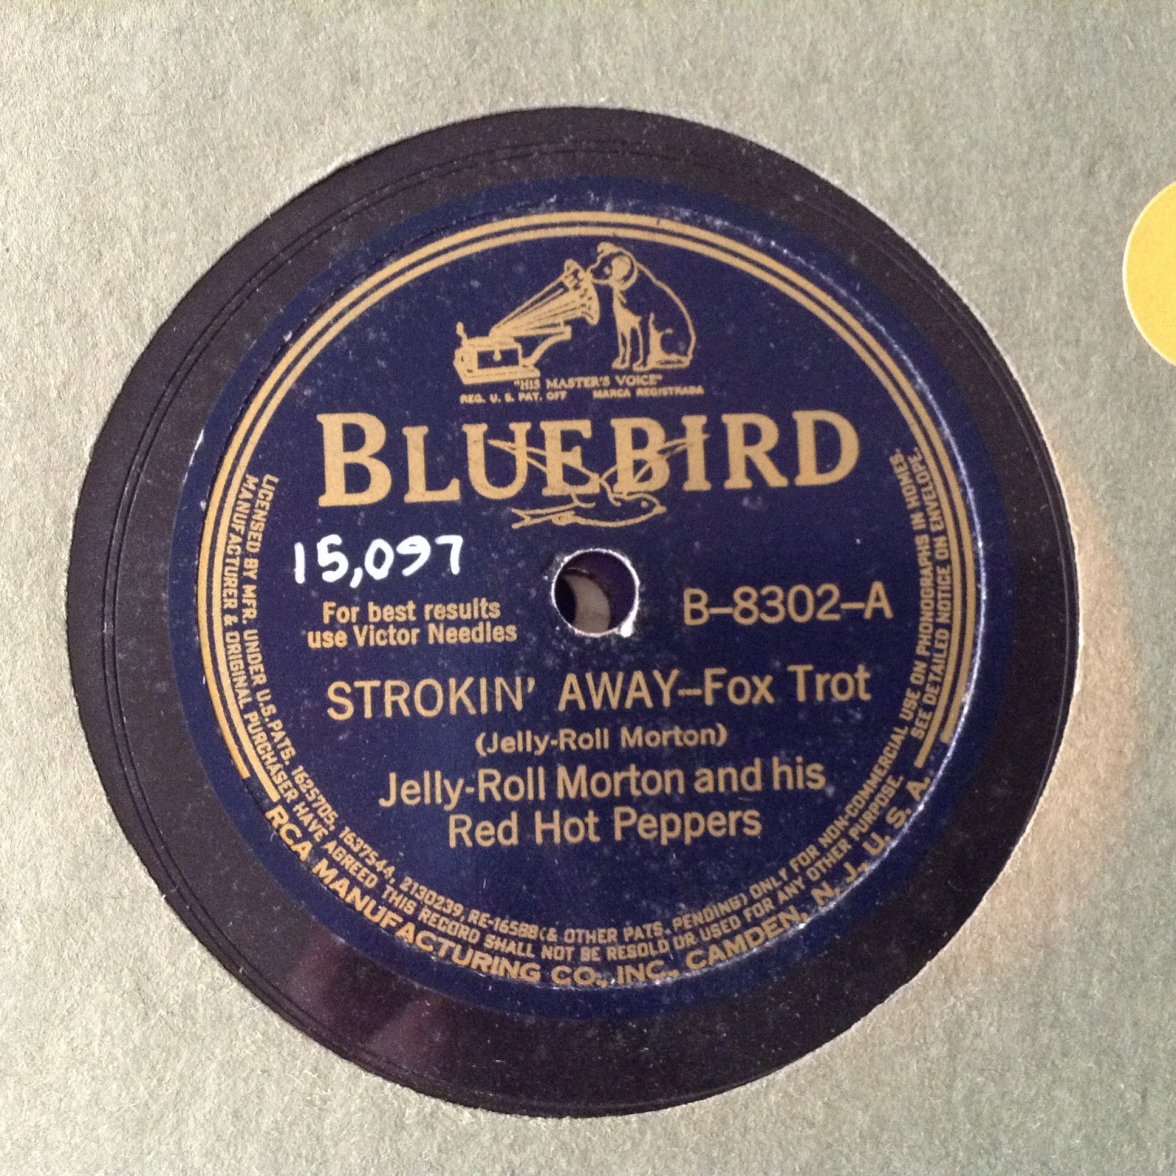 "HIS MASTER'S VOICE"
REG. U. S. PAT. OFF MARCA REGISTRADA
BLUEBIRD
15,097
For best results
use Victor Needles
B–8302–A
STROKIN' AWAY–Fox Trot
(Jelly-Roll Morton)
Jelly-Roll Morton and his
Red Hot Peppers
LICENSED BY MFR. UNDER U.S. PATS. 1625705, 1637544, 2130239, RE-16588 (& OTHER PATS. PENDING) ONLY FOR NON-COMMERCIAL USE ON PHONOGRAPHS IN HOMES.
MANUFACTURER & ORIGINAL PURCHASER HAVE AGREED THIS RECORD SHALL NOT BE RESOLD OR USED FOR ANY OTHER PURPOSE. SEE DETAILED NOTICE ON ENVELOPE.
RCA MANUFACTURING CO., INC., CAMDEN, N. J., U. S. A.